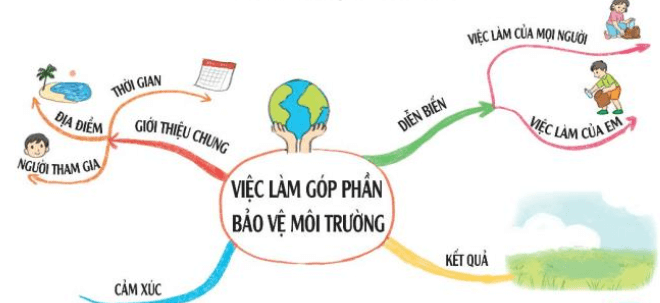 VIỆC LÀM GÓP PHẦN
BẢO VỆ MÔI TRƯỜNG
GIỚI THIỆU CHUNG
THỜI GIAN
ĐỊA ĐIỂM
NGƯỜI THAM GIA
DIỄN BIẾN
VIỆC LÀM CỦA MỌI NGƯỜI
VIỆC LÀM CỦA EM
KẾT QUẢ
CẢM XÚC